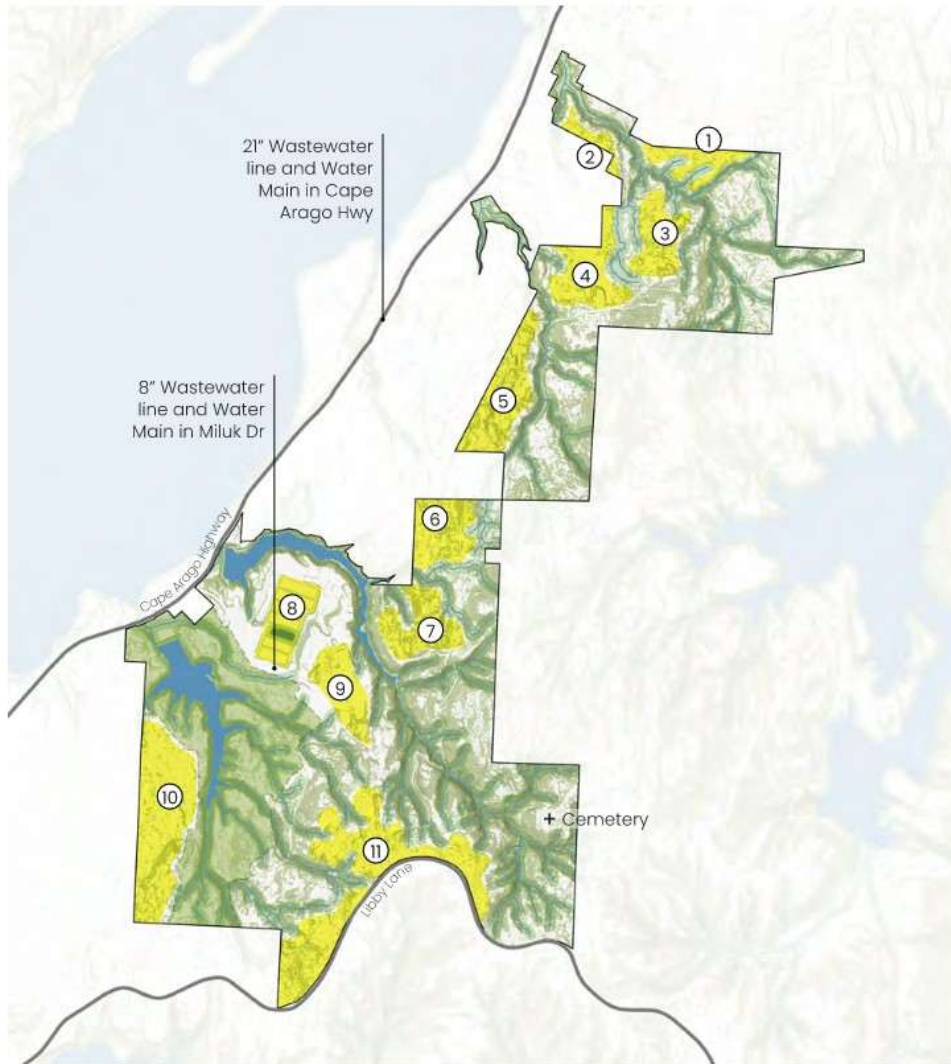 21” Wastewater
line and Water
Main in Cape
Arago Hwy
1
2
3
4
5
8” Wastewater
line and Water
Main in Miluk Dr
6
Cape Arago Highway
8
7
9
10
+ Cemetery
11
Libby Lane